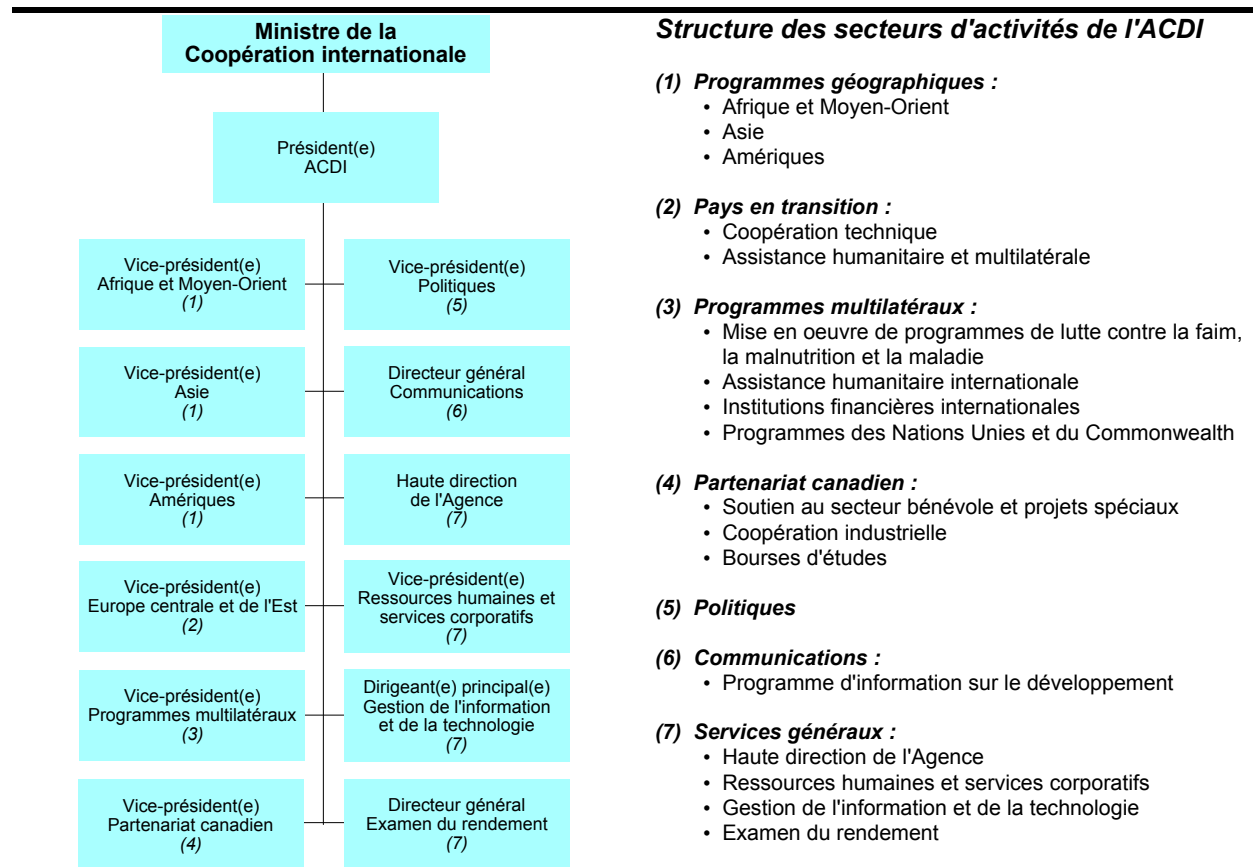 Ministre de la
Coopération internationale
Président(e)
ACDI
Vice-président(e)
Afrique et Moyen-Orient
(1)
Vice-président(e)
Politiques
(5)
Vice-président(e)
Asie
(1)
Directeur général
Communications
(6)
Vice-président(e)
Amériques
(1)
Haute direction
de l'Agence
(7)
Vice-président(e)
Europe centrale et de l'Est
(2)
Vice-président(e)
Ressources humaines et
services corporatifs
(7)
Vice-président(e)
Programmes multilatéraux
(3)
Dirigeant(e) principal(e)
Gestion de l'information
et de la technologie
(7)
Vice-président(e)
Partenariat canadien
(4)
Directeur général
Examen du rendement
(7)
Structure des secteurs d'activités de l'ACDI
(1) Programmes géographiques :
• Afrique et Moyen-Orient
• Asie
• Amériques
(2) Pays en transition :
• Coopération technique
• Assistance humanitaire et multilatérale
(3) Programmes multilatéraux :
• Mise en oeuvre de programmes de lutte contre la faim,
la malnutrition et la maladie
• Assistance humanitaire internationale
• Institutions financières internationales
• Programmes des Nations Unies et du Commonwealth
(4) Partenariat canadien :
• Soutien au secteur bénévole et projets spéciaux
• Coopération industrielle
• Bourses d'études
(5) Politiques
(6) Communications :
• Programme d'information sur le développement
(7) Services généraux :
• Haute direction de l'Agence
• Ressources humaines et services corporatifs
• Gestion de l'information et de la technologie
• Examen du rendement